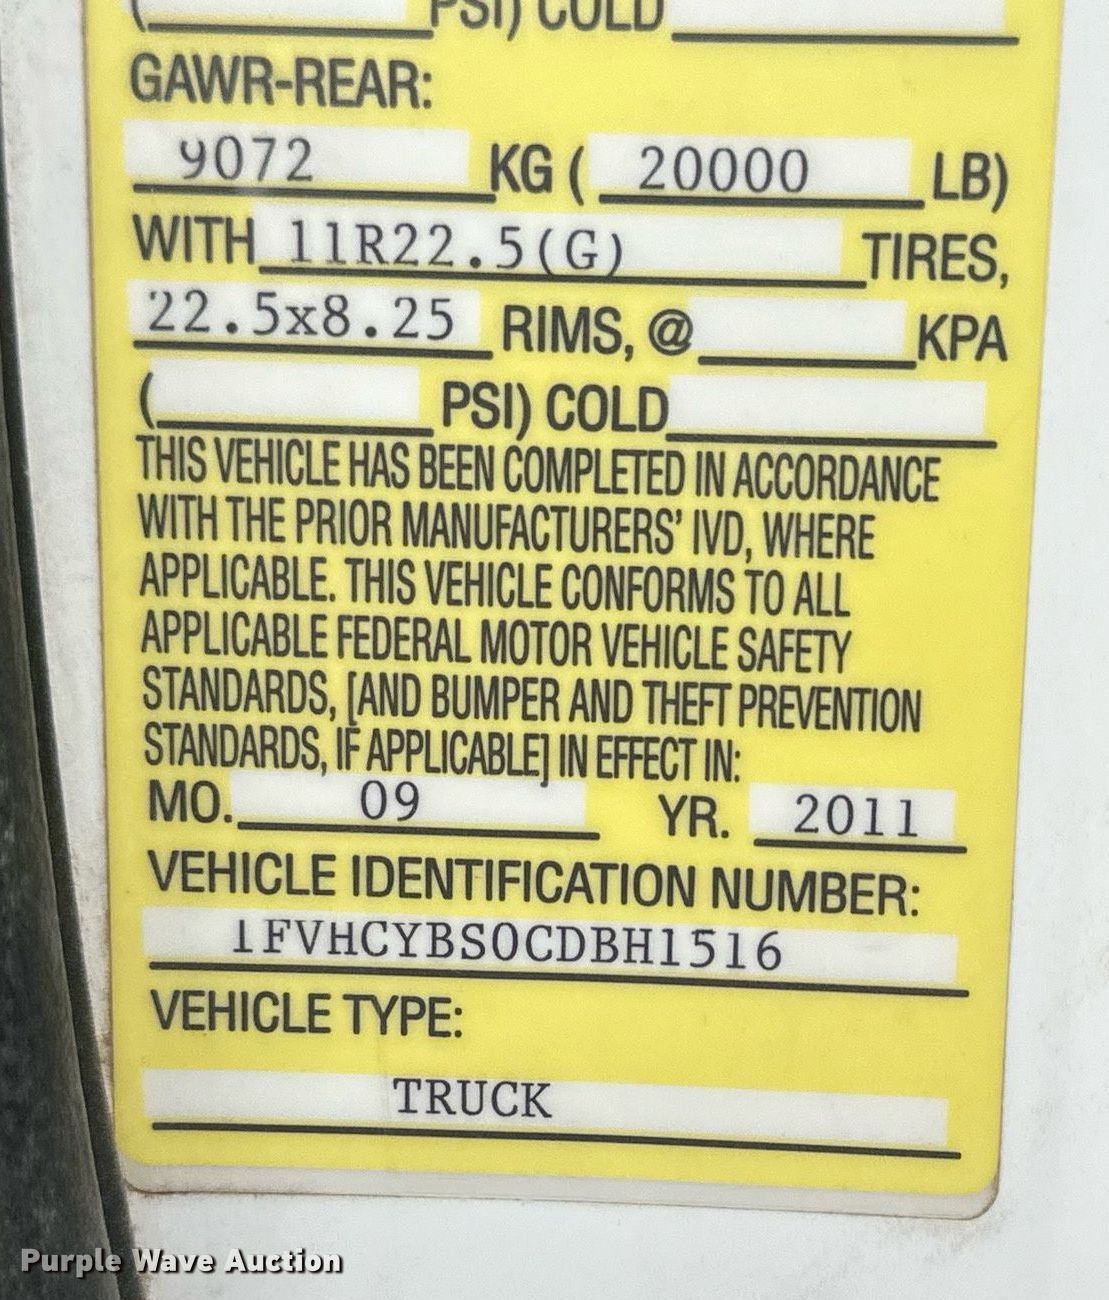 ( PSI) COLD
GAWR-REAR:
9072 KG ( 20000 LB)
WITH 11R22.5(G) TIRES,
22.5x8.25 RIMS, @ KPA
( PSI) COLD
THIS VEHICLE HAS BEEN COMPLETED IN ACCORDANCE
WITH THE PRIOR MANUFACTURERS' IVD, WHERE
APPLICABLE. THIS VEHICLE CONFORMS TO ALL
APPLICABLE FEDERAL MOTOR VEHICLE SAFETY
STANDARDS, [AND BUMPER AND THEFT PREVENTION
STANDARDS, IF APPLICABLE] IN EFFECT IN:
MO. 09 YR. 2011
VEHICLE IDENTIFICATION NUMBER:
1FVHCYBS0CDBH1516
VEHICLE TYPE:
TRUCK
Purple Wave Auction